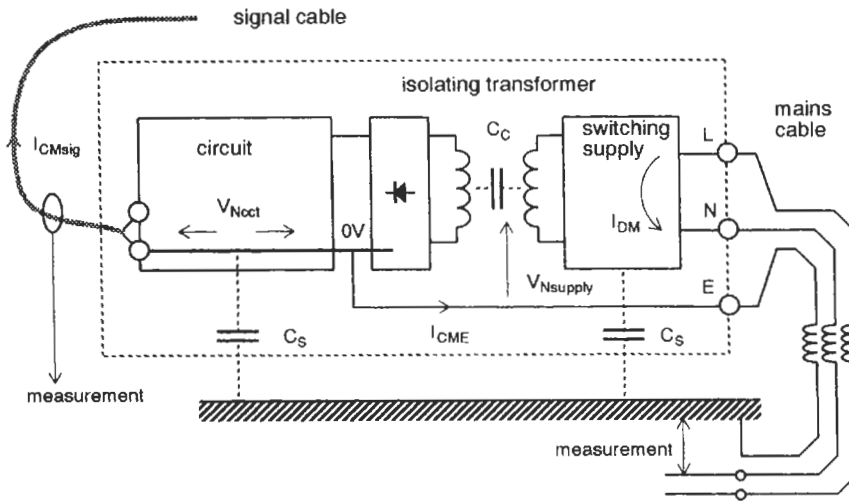 signal cable
isolating transformer
mains
cable
I_CMsig
circuit
C_C
switching
supply
L
V_Ncct
0V
I_DM
N
V_Nsupply
E
C_S
I_CME
C_S
measurement
measurement